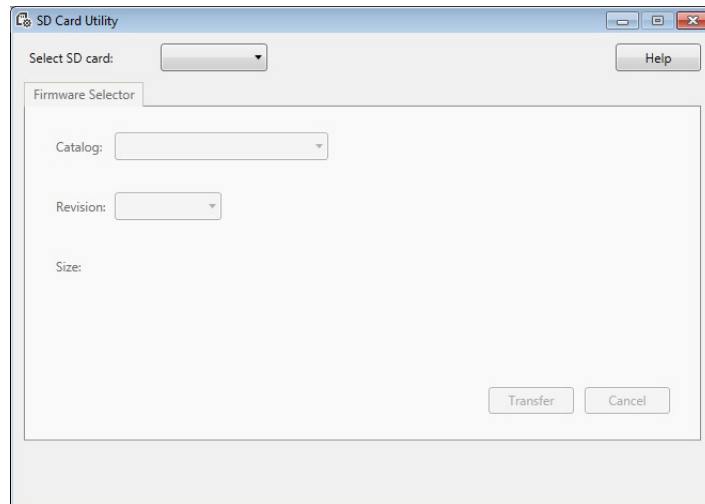 SD Card Utility
Select SD card:
Help
Firmware Selector
Catalog:
Revision:
Size:
Transfer Cancel